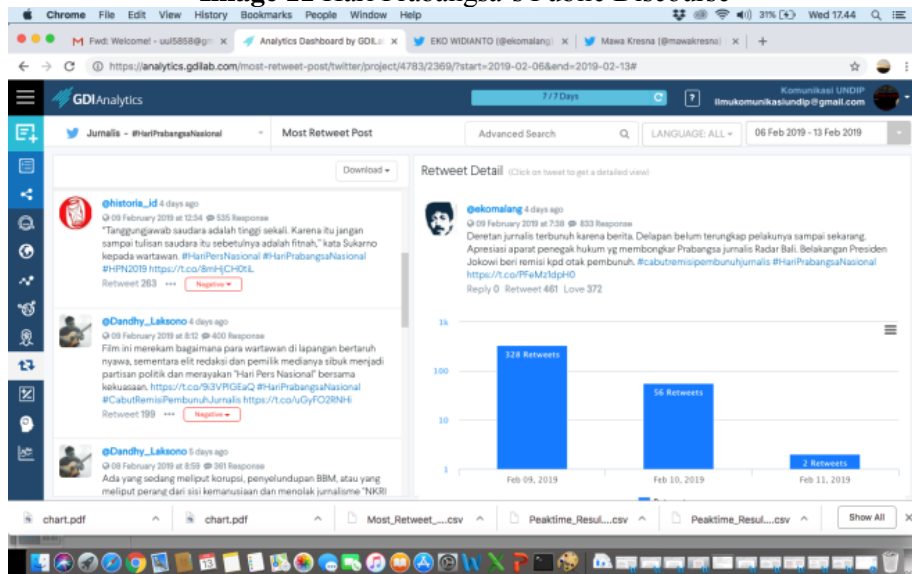 Chrome File Edit View History Bookmarks People Window Help 31% Wed 17.44
Fwd: Welcome! - uul5858@gm Analytics Dashboard by GDILa EKO WIDIANTO (@ekomalang) Mawa Kresna (@mawakresna)
https://analytics.gdilab.com/most-retweet-post/twitter/project/4783/2369/?start=2019-02-06&end=2019-02-13#
GDI Analytics 7/7 Days ? Komunikasi UNDIP
ilmukomunikasiundip@gmail.com
Jurnalis - #HariPrabangsaNasional Most Retweet Post Advanced Search LANGUAGE: ALL 06 Feb 2019 - 13 Feb 2019
Download
@historia_id 4 days ago
09 February 2019 at 12:34 535 Response
"Tanggungjawab saudara adalah tinggi sekali. Karena itu jangan
sampai tulisan saudara itu sebetulnya adalah fitnah," kata Sukarno
kepada wartawan. #HariPersNasional #HariPrabangsaNasional
#HPN2019 https://t.co/8mHjCH0tiL
Retweet 263 ••• Negative
@Dandhy_Laksono 4 days ago
09 February 2019 at 8:12 400 Response
Film ini merekam bagaimana para wartawan di lapangan bertaruh
nyawa, sementara elit redaksi dan pemilik medianya sibuk menjadi
partisan politik dan merayakan "Hari Pers Nasional" bersama
kekuasaan. https://t.co/9i3VPlGEaQ #HariPrabangsaNasional
#CabutRemisiPembunuhJurnalis https://t.co/uGyFO2RNHi
Retweet 199 ••• Negative
@Dandhy_Laksono 5 days ago
08 February 2019 at 8:59 361 Response
Ada yang sedang meliput korupsi, penyelundupan BBM, atau yang
meliput perang dari sisi kemanusiaan dan menolak jurnalisme "NKRI
Retweet Detail (Click on tweet to get a detailed view)
@ekomalang 4 days ago
09 February 2019 at 7:38 833 Response
Deretan jurnalis terbunuh karena berita. Delapan belum terungkap pelakunya sampai sekarang.
Apresiasi aparat penegak hukum yg membongkar Prabangsa jurnalis Radar Bali. Belakangan Presiden
Jokowi beri remisi kpd otak pembunuh. #cabutremisipembunuhjurnalis #HariPrabangsaNasional
https://t.co/PFeMz1dpH0
Reply 0 Retweet 461 Love 372
1k
100
10
1
328 Retweets
56 Retweets
2 Retweets
Feb 09, 2019 Feb 10, 2019 Feb 11, 2019
chart.pdf chart.pdf Most_Retweet_....csv Peaktime_Resul....csv Peaktime_Resul....csv Show All